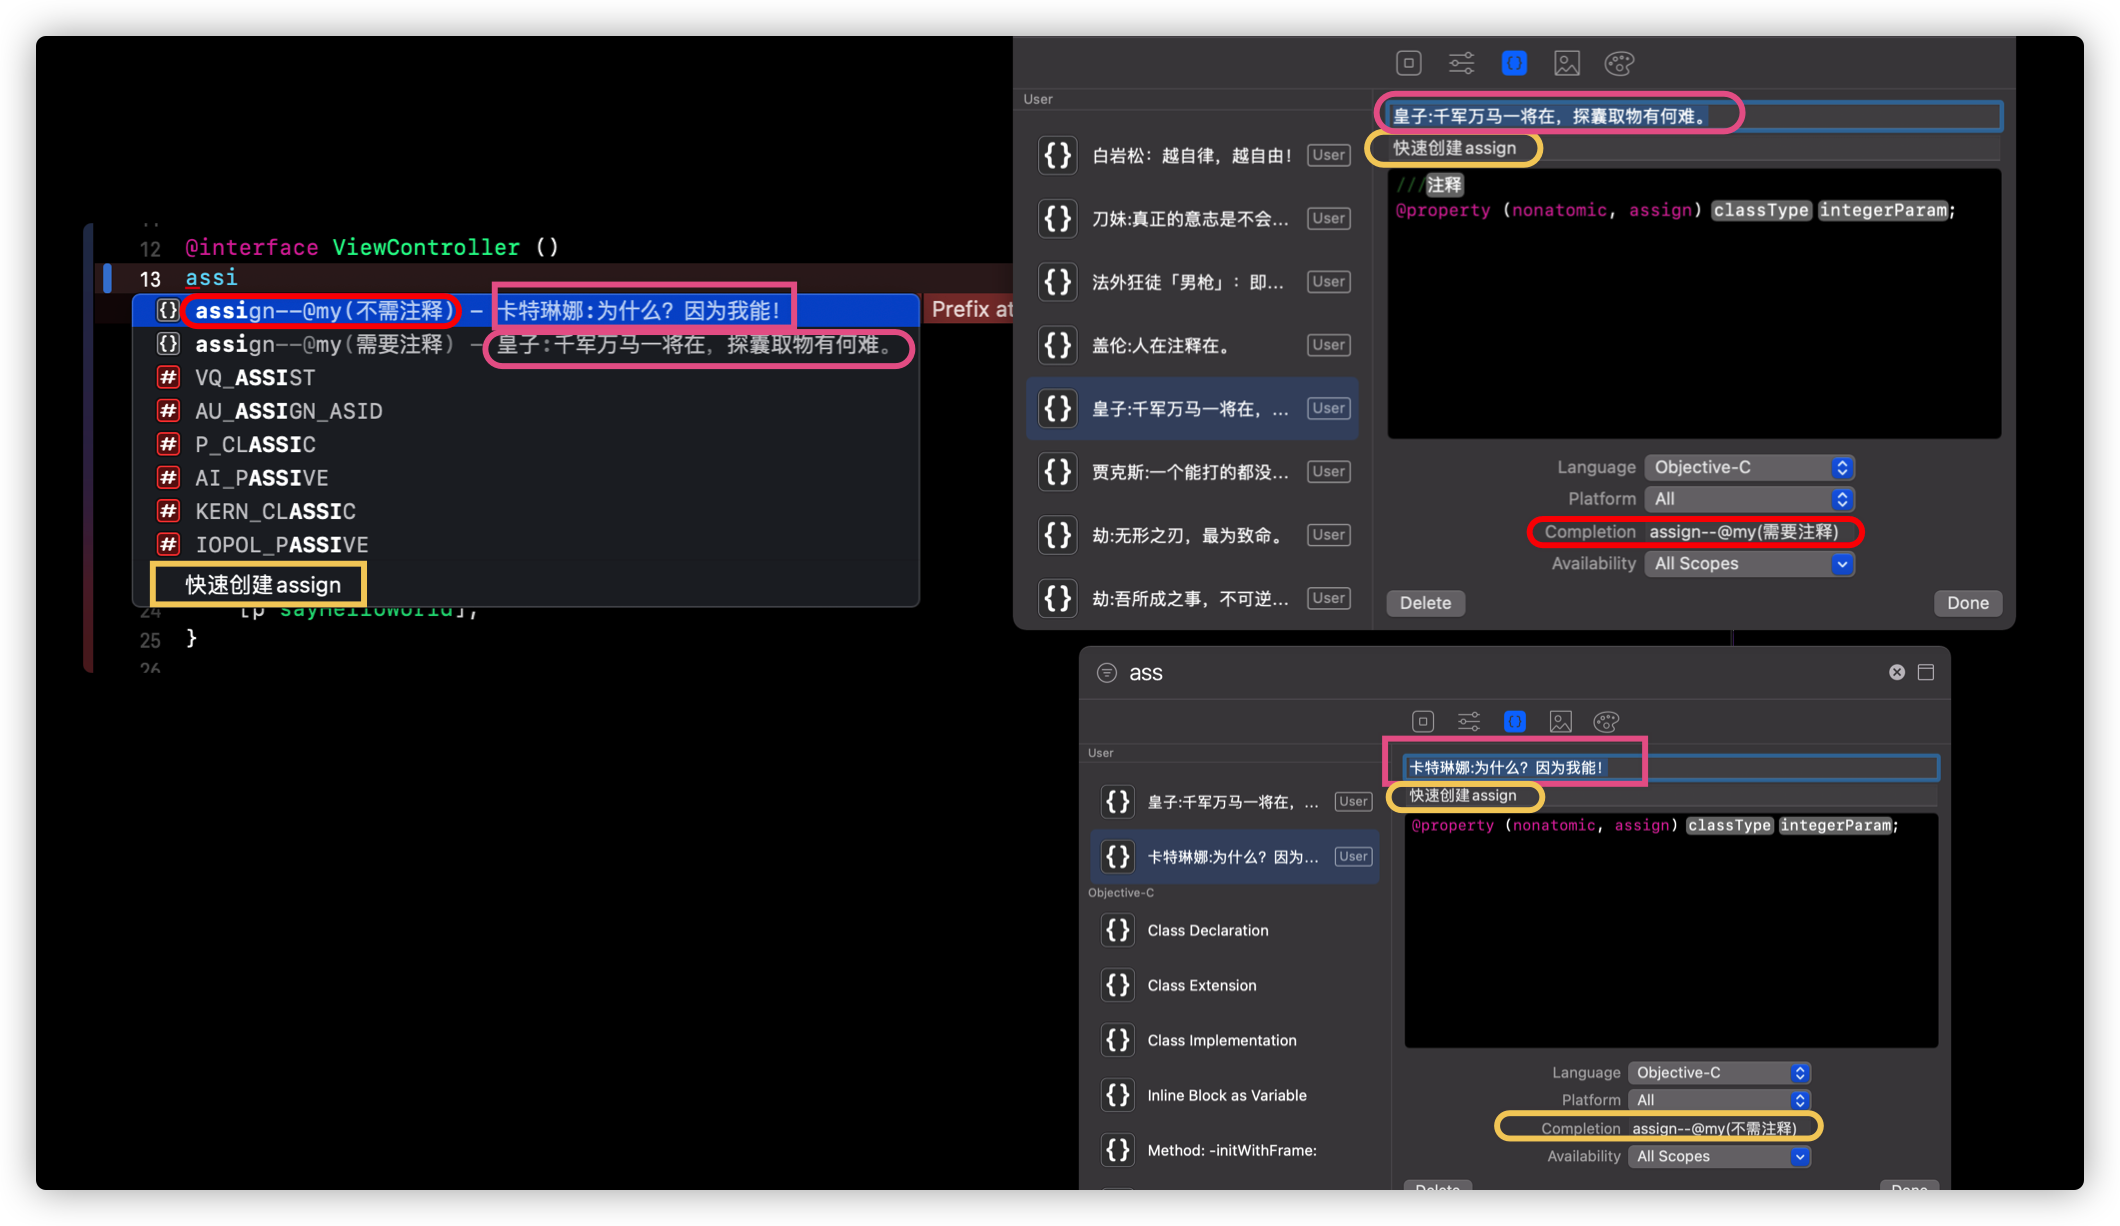 12 @interface ViewController ()
13 assi
assign--@my(不需注释) — 卡特琳娜:为什么？因为我能！
Prefix at
assign--@my(需要注释) — 皇子:千军万马一将在，探囊取物有何难。
# VQ_ASSIST
# AU_ASSIGN_ASID
# P_CLASSIC
# AI_PASSIVE
# KERN_CLASSIC
# IOPOL_PASSIVE
快速创建assign
24 [p sayHelloWorld];
25 }
26
User
{} 白岩松：越自律，越自由！ User
{} 刀妹:真正的意志是不会... User
{} 法外狂徒「男枪」：即... User
{} 盖伦:人在注释在。 User
{} 皇子:千军万马一将在，... User
{} 贾克斯:一个能打的都没... User
{} 劫:无形之刃，最为致命。 User
{} 劫:吾所成之事，不可逆... User
皇子:千军万马一将在，探囊取物有何难。
快速创建assign
///注释
@property (nonatomic, assign) classType integerParam;
Language Objective-C
Platform All
Completion assign--@my(需要注释)
Availability All Scopes
Delete Done
ass
User
{} 皇子:千军万马一将在，... User
{} 卡特琳娜:为什么？因为... User
Objective-C
{} Class Declaration
{} Class Extension
{} Class Implementation
{} Inline Block as Variable
{} Method: -initWithFrame:
卡特琳娜:为什么？因为我能！
快速创建assign
@property (nonatomic, assign) classType integerParam;
Language Objective-C
Platform All
Completion assign--@my(不需注释)
Availability All Scopes
Delete Done